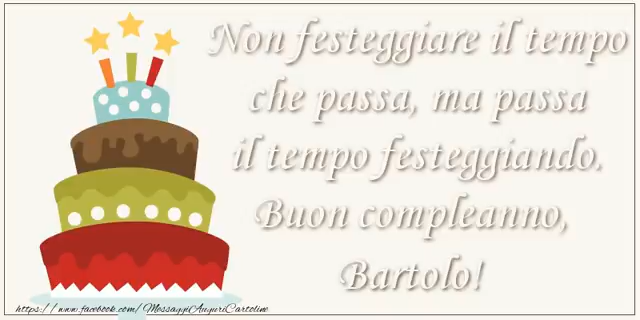 Non festeggiare il tempo
che passa, ma passa
il tempo festeggiando.
Buon compleanno,
Bartolo!
https://www.facebook.com/MessaggiAuguriCartoline